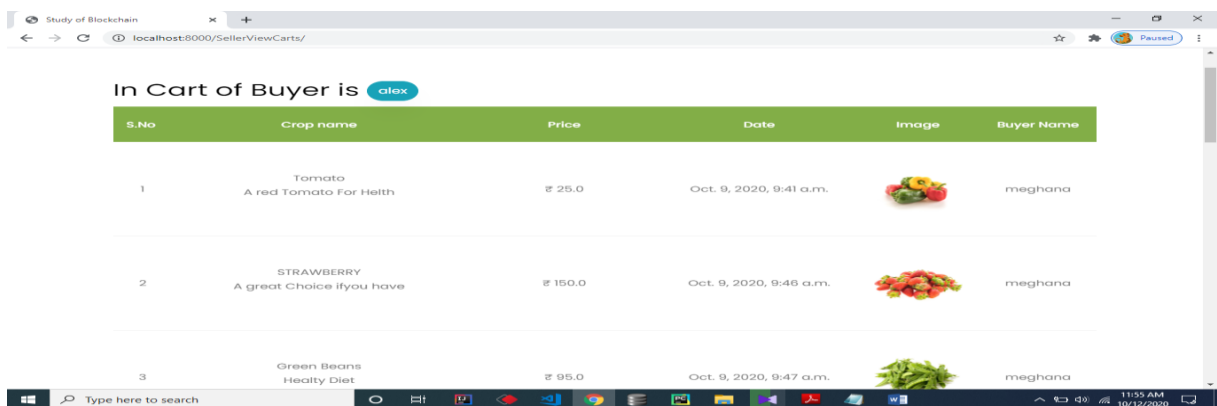 Study of Blockchain
localhost:8000/SellerViewCarts/
Paused
In Cart of Buyer is alex
S.No Crop name Price Date Image Buyer Name
Tomato
1 A red Tomato For Helth ₹ 25.0 Oct. 9, 2020, 9:41 a.m. meghana
STRAWBERRY
2 A great Choice ifyou have ₹ 150.0 Oct. 9, 2020, 9:46 a.m. meghana
Green Beans
3 Healty Diet ₹ 95.0 Oct. 9, 2020, 9:47 a.m. meghana
Type here to search
11:55 AM
10/12/2020